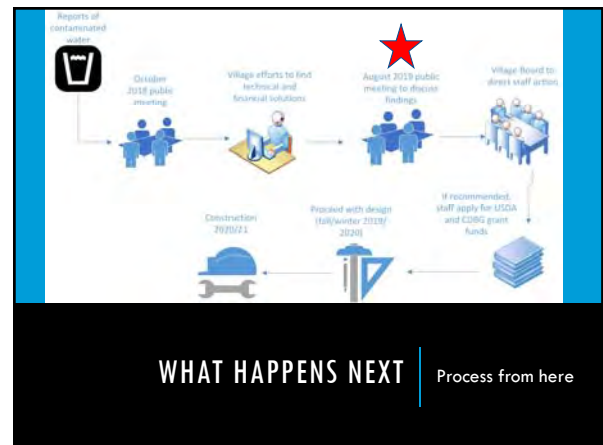 Reports of
contaminated
water
October
2018 public
meeting
Village efforts to find
technical and
financial solutions
August 2019 public
meeting to discuss
findings
Village Board to
direct staff action
If recommended,
staff apply for USDA
and CDBG grant
funds
Proceed with design
(fall/winter 2019/
2020)
Construction
2020/21
WHAT HAPPENS NEXT
Process from here